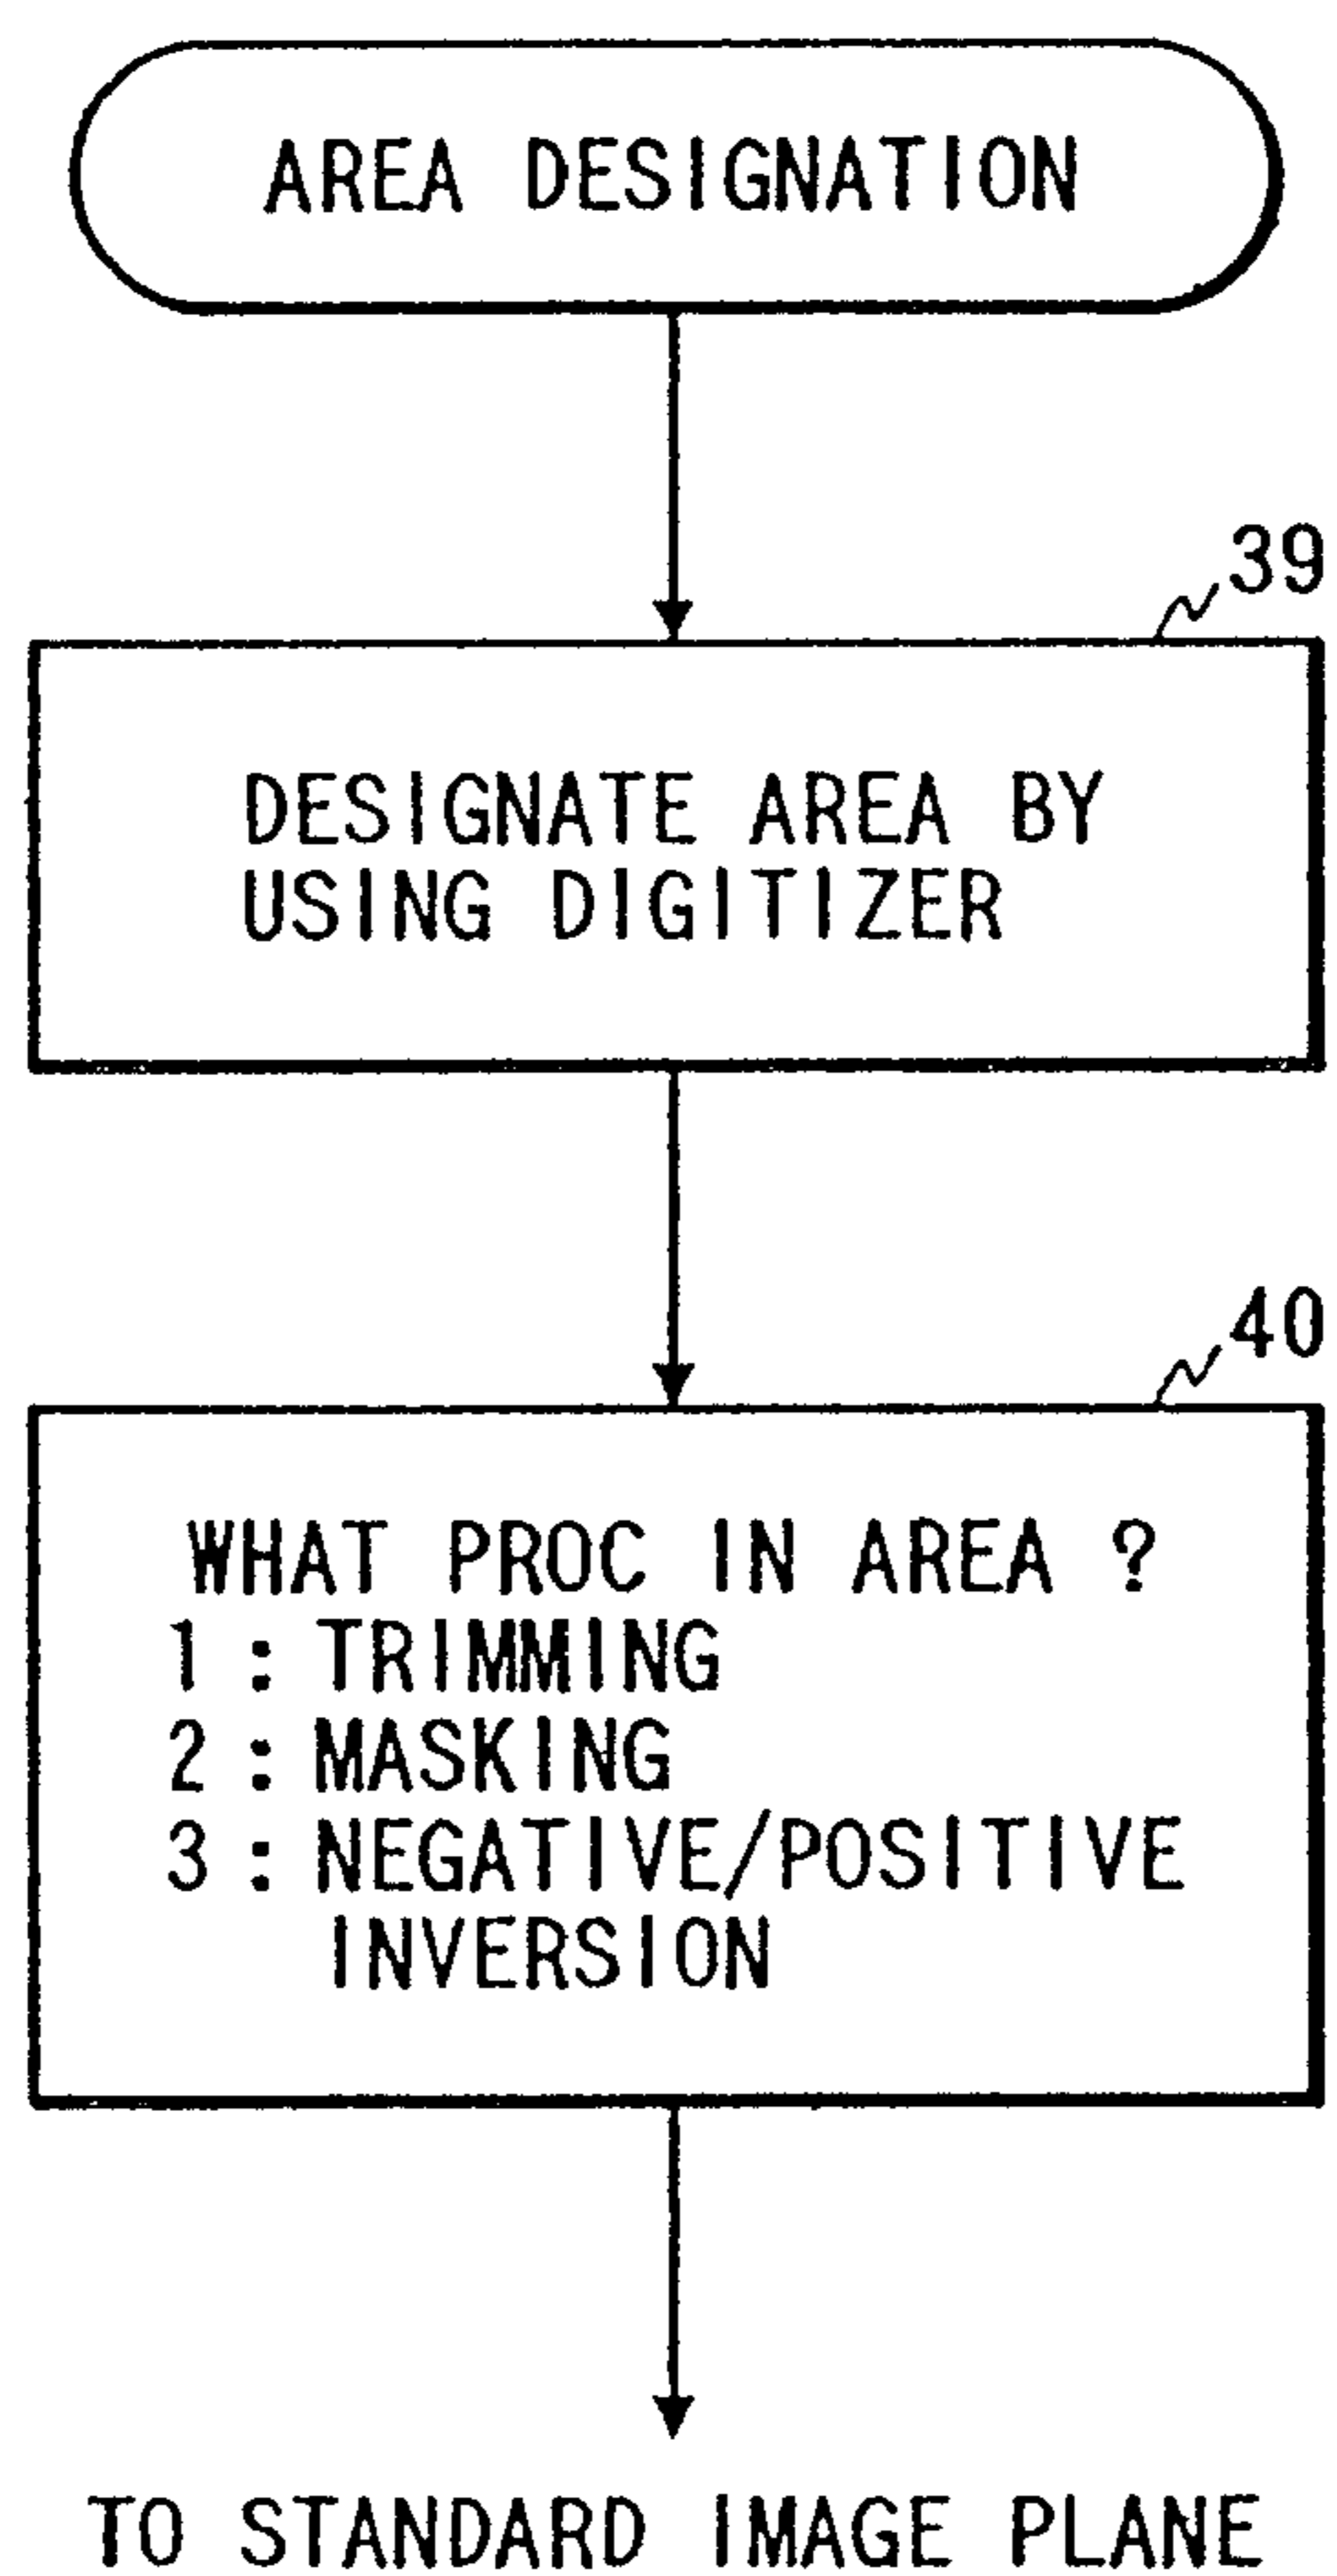 AREA DESIGNATION
39
DESIGNATE AREA BY
USING DIGITIZER
40
WHAT PROC IN AREA ?
1 : TRIMMING
2 : MASKING
3 : NEGATIVE/POSITIVE
INVERSION
TO STANDARD IMAGE PLANE